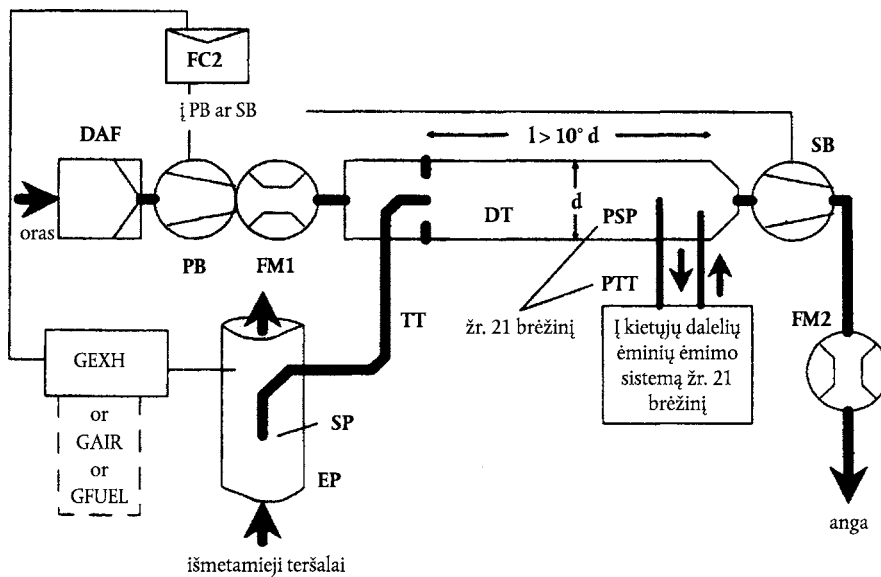 FC2
į PB ar SB
DAF
l > 10° d
SB
oras
d
DT
PSP
PB
FM1
PTT
TT
žr. 21 brėžinį
FM2
Į kietųjų dalelių
ėminių ėmimo
sistemą žr. 21
brėžinį
GEXH
or
GAIR
or
GFUEL
SP
EP
anga
išmetamieji teršalai